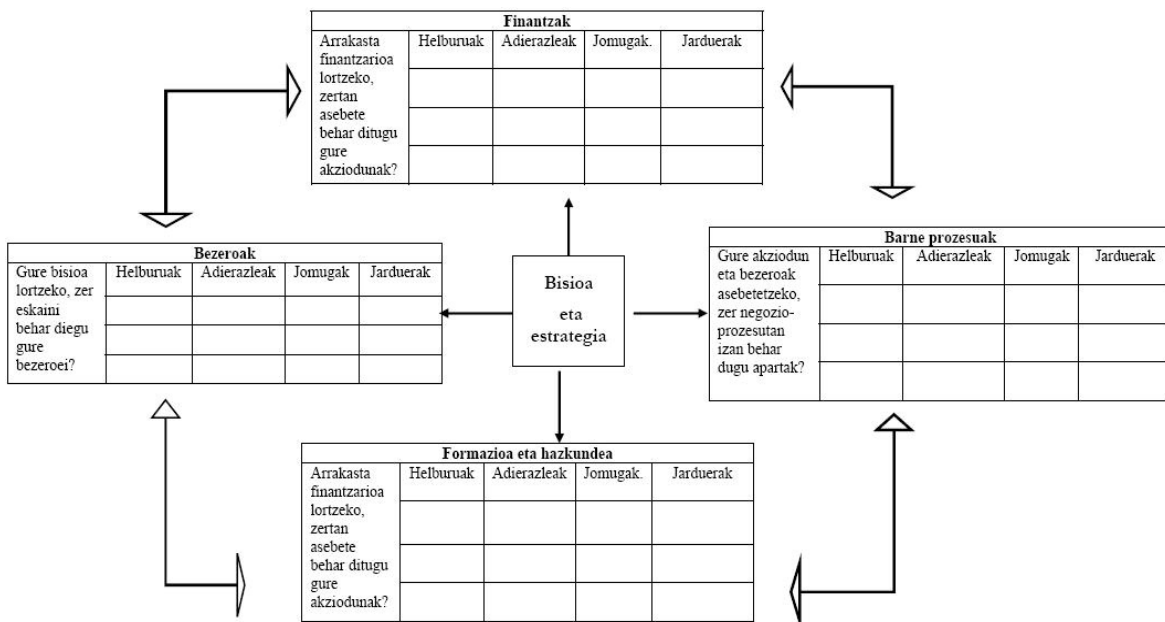 Finantzak
Arrakasta
finantzarioa
lortzeko,
zertan
asebete
behar ditugu
gure
akziodunak?
Helburuak Adierazleak Jomugak. Jarduerak
Bezeroak
Gure bisioa
lortzeko, zer
eskaini
behar diegu
gure
bezeroei?
Helburuak Adierazleak Jomugak Jarduerak
Bisioa
eta
estrategia
Barne prozesuak
Gure akziodun
eta bezeroak
asebetetzeko,
zer negozio-
prozesutan
izan behar
dugu apartak?
Helburuak Adierazleak Jomugak Jarduerak
Formazioa eta hazkundea
Arrakasta
finantzarioa
lortzeko,
zertan
asebete
behar ditugu
gure
akziodunak?
Helburuak Adierazleak Jomugak. Jarduerak